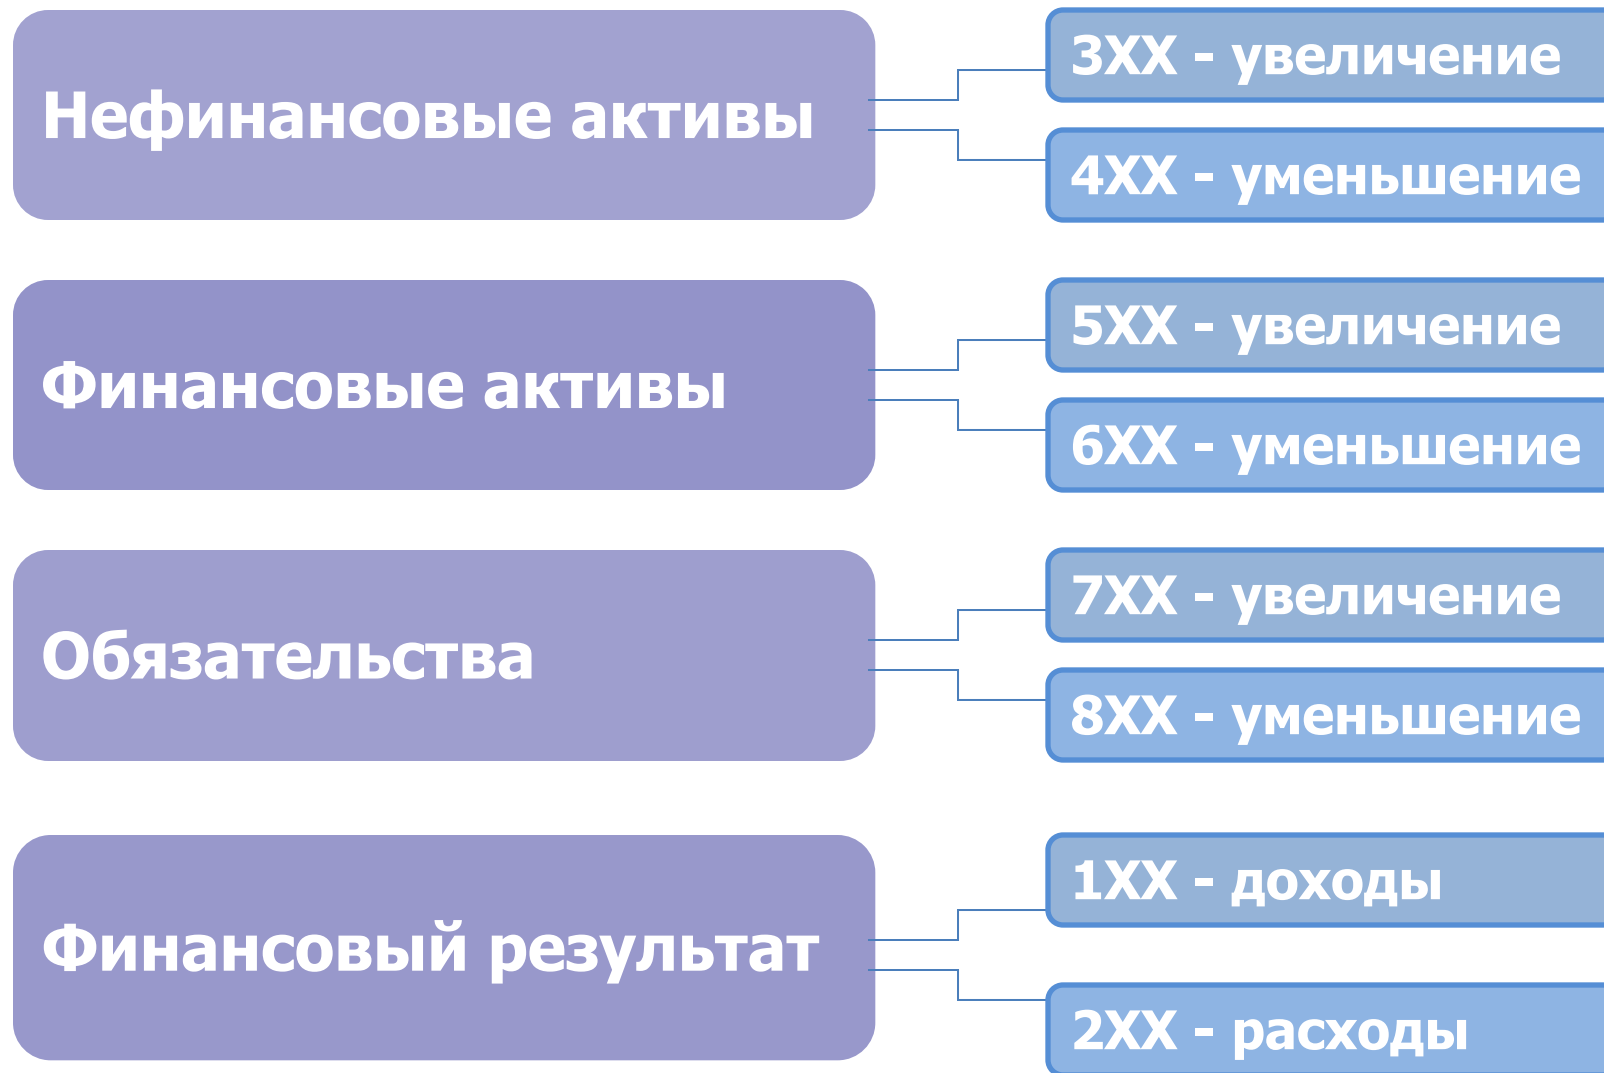 Нефинансовые активы
3ХХ - увеличение
4ХХ - уменьшение
Финансовые активы
5ХХ - увеличение
6ХХ - уменьшение
Обязательства
7ХХ - увеличение
8ХХ - уменьшение
Финансовый результат
1ХХ - доходы
2ХХ - расходы